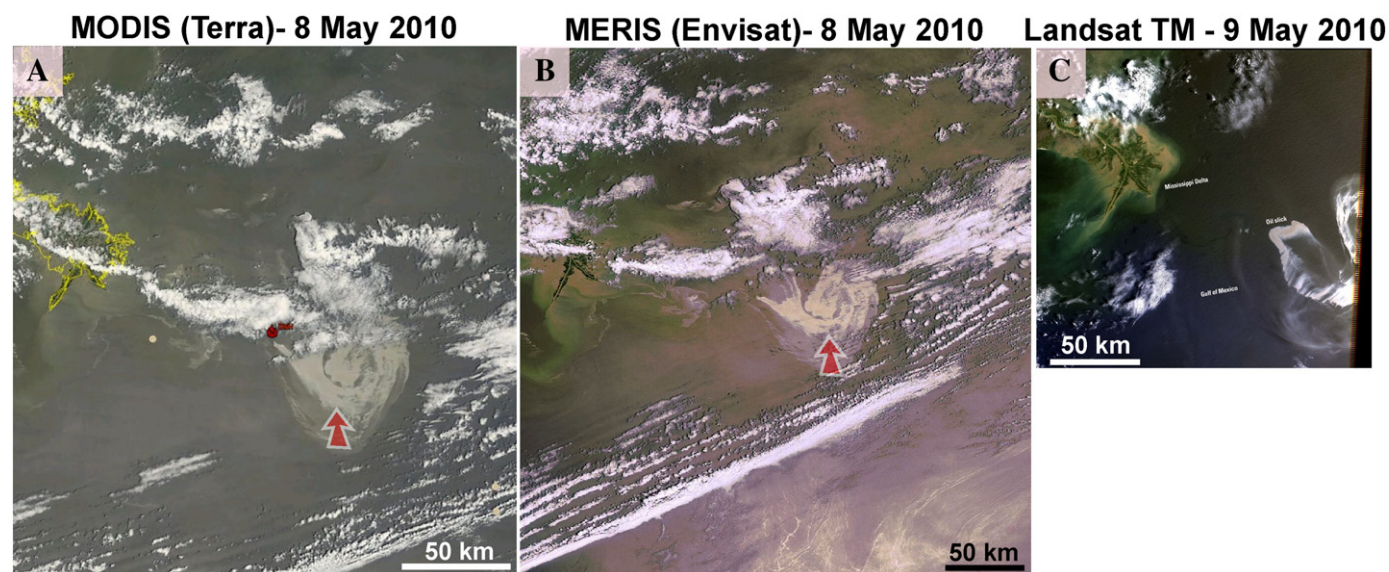 MODIS (Terra)- 8 May 2010
MERIS (Envisat)- 8 May 2010
Landsat TM - 9 May 2010
A
B
C
Mississippi Delta
Oil slick
Gulf of Mexico
50 km
50 km
50 km